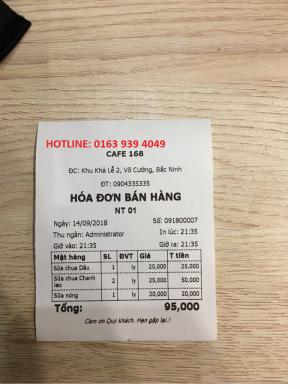 HOTLINE: 0163 939 4049
CAFE 168
ĐC: Khu Khả Lễ 2, Võ Cường, Bắc Ninh
ĐT: 0904335335
HÓA ĐƠN BÁN HÀNG
NT 01
Ngày: 14/09/2018 Số: 091800007
Thu ngân: Administrator In lúc: 21:35
Giờ vào: 21:35 Giờ ra: 21:35
Mặt hàng SL ĐVT Giá T tiền
Sữa chua Dâu 1 ly 25,000 25,000
Sữa chua Chanh leo 2 ly 25,000 50,000
Sữa nóng 1 ly 20,000 20,000
Tổng: 95,000
Cảm ơn Quý khách. Hẹn gặp lại !